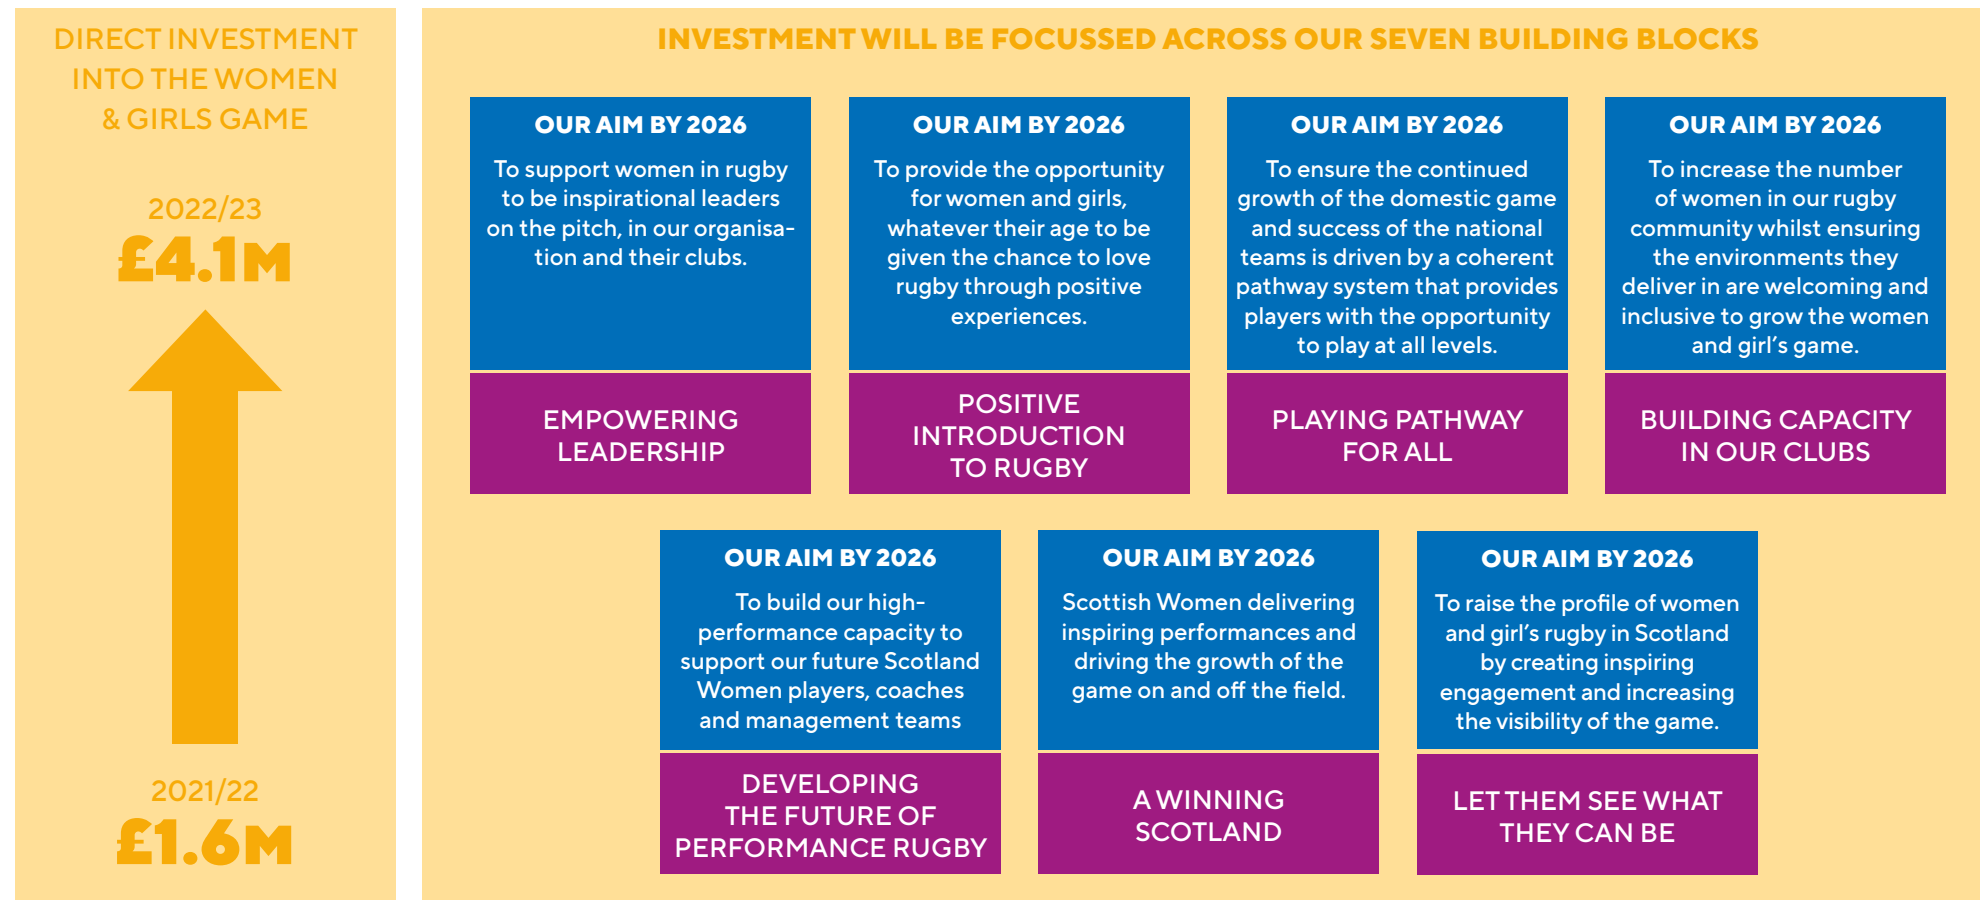 DIRECT INVESTMENT
INTO THE WOMEN
& GIRLS GAME
2022/23
£4.1M
2021/22
£1.6M
INVESTMENT WILL BE FOCUSSED ACROSS OUR SEVEN BUILDING BLOCKS
OUR AIM BY 2026
To support women in rugby
to be inspirational leaders
on the pitch, in our organisa-
tion and their clubs.
EMPOWERING
LEADERSHIP
OUR AIM BY 2026
To provide the opportunity
for women and girls,
whatever their age to be
given the chance to love
rugby through positive
experiences.
POSITIVE
INTRODUCTION
TO RUGBY
OUR AIM BY 2026
To ensure the continued
growth of the domestic game
and success of the national
teams is driven by a coherent
pathway system that provides
players with the opportunity
to play at all levels.
PLAYING PATHWAY
FOR ALL
OUR AIM BY 2026
To increase the number
of women in our rugby
community whilst ensuring
the environments they
deliver in are welcoming and
inclusive to grow the women
and girl's game.
BUILDING CAPACITY
IN OUR CLUBS
OUR AIM BY 2026
To build our high-
performance capacity to
support our future Scotland
Women players, coaches
and management teams
DEVELOPING
THE FUTURE OF
PERFORMANCE RUGBY
OUR AIM BY 2026
Scottish Women delivering
inspiring performances and
driving the growth of the
game on and off the field.
A WINNING
SCOTLAND
OUR AIM BY 2026
To raise the profile of women
and girl's rugby in Scotland
by creating inspiring
engagement and increasing
the visibility of the game.
LET THEM SEE WHAT
THEY CAN BE